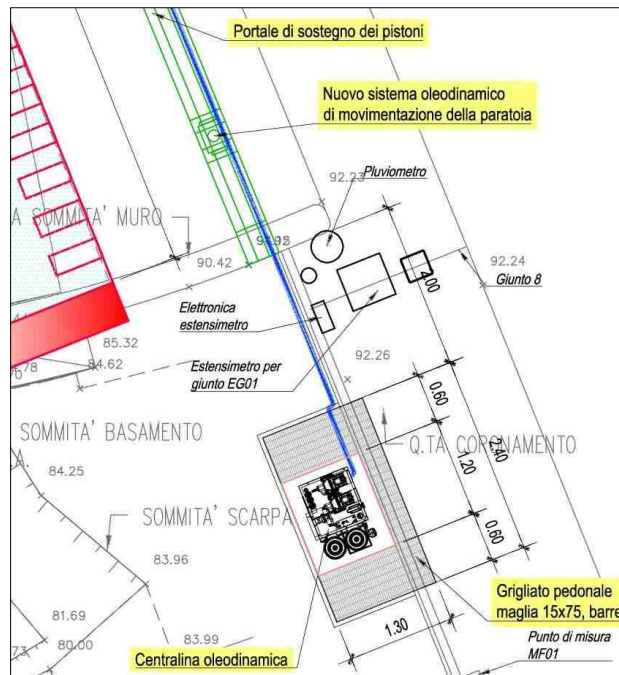 Portale di sostegno dei pistoni
Nuovo sistema oleodinamico
di movimentazione della paratoia
Pluviometro
92.23
A SOMMITA' MURO
90.42
92.24
Giunto 8
4.00
Elettronica
estensimetro
85.32
84.62
.78
Estensimetro per
giunto EG01
92.26
0.60
SOMMITA' BASAMENTO
A.
Q.TA CORONAMENTO
2.40
1.20
84.25
SOMMITA' SCARPA
0.60
83.96
Grigliato pedonale
maglia 15x75, barre
81.69
83.99
1.30
.73
80.00
Punto di misura
MF01
Centralina oleodinamica